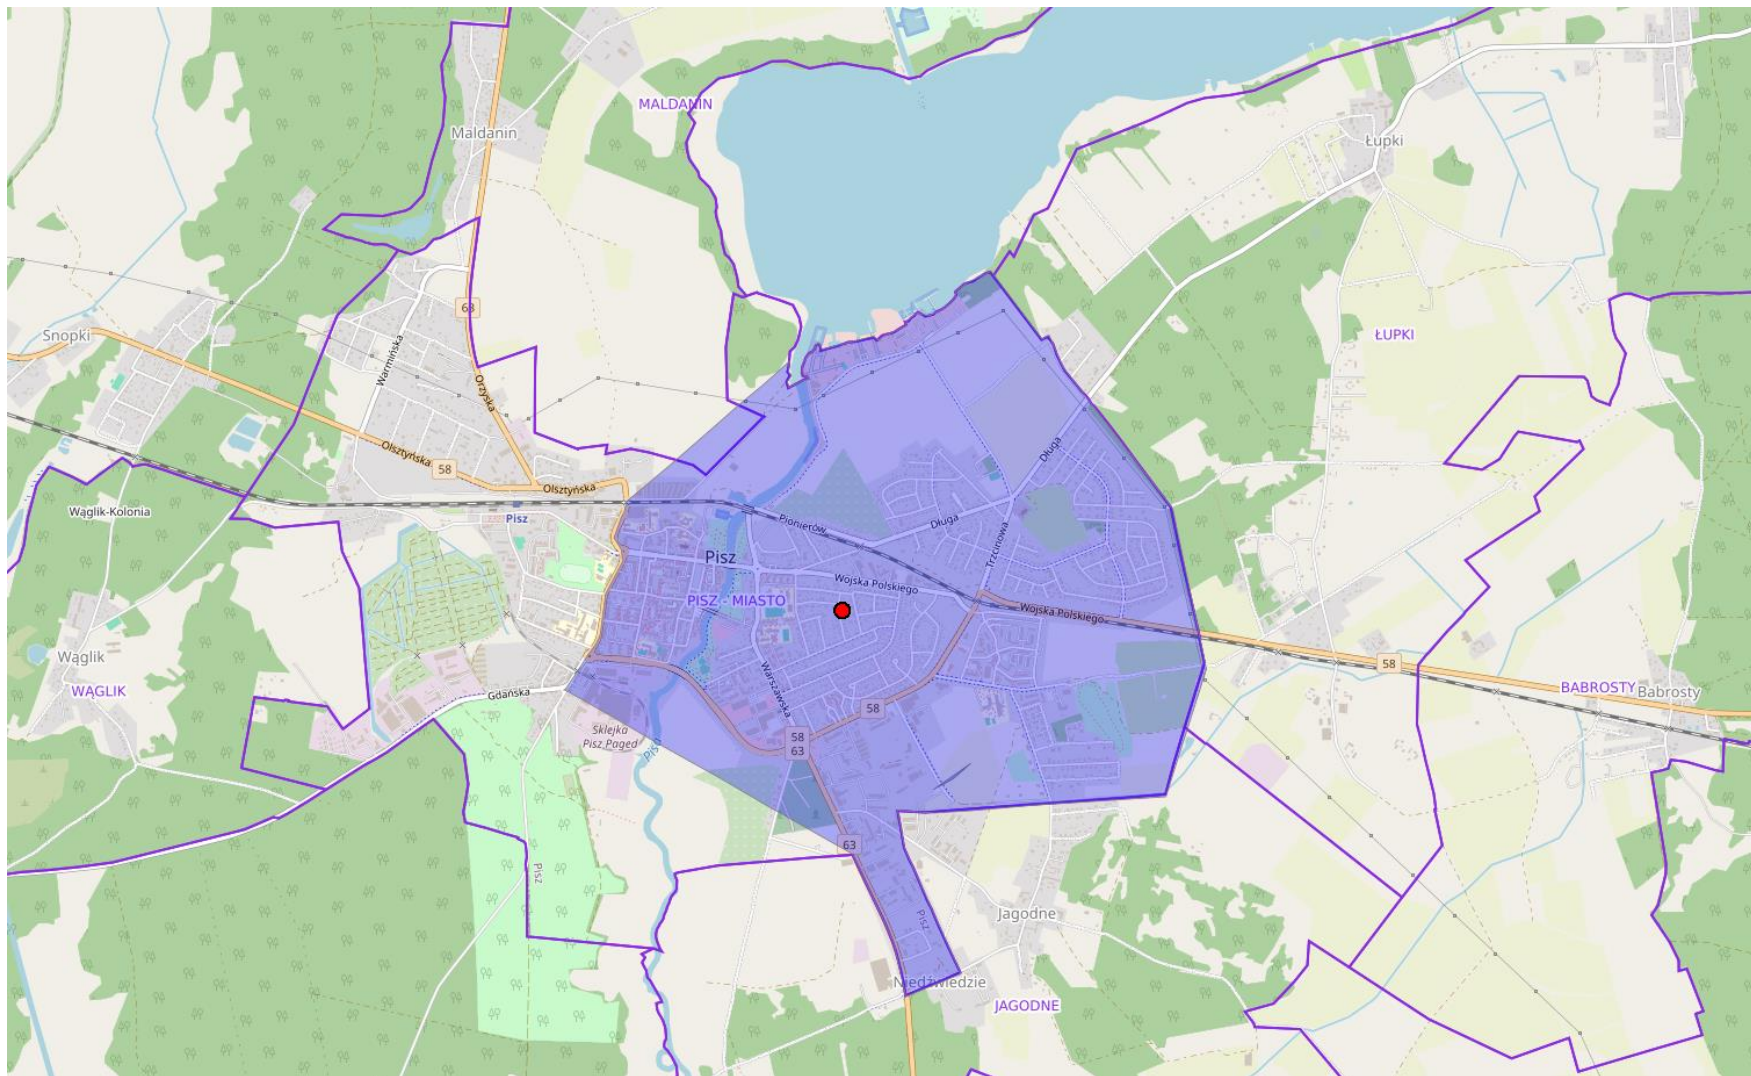 MALDANIN
Maldanin
Łupki
63
Snopki
ŁUPKI
Warmińska
Orzyska
Olsztyńska
58
Olsztyńska
Długa
Wąglik-Kolonia
Pisz
Pionierów
Długa
Trzcinowa
Pisz
Wojska Polskiego
PISZ - MIASTO
Wojska Polskiego
Wąglik
58
WĄGLIK
Gdańska
Warszawska
BABROSTY
Babrosty
58
Sklejka
Pisz Paged
Pisa
58
63
63
Pisz
Pisz
Jagodne
Niedźwiedzie
JAGODNE